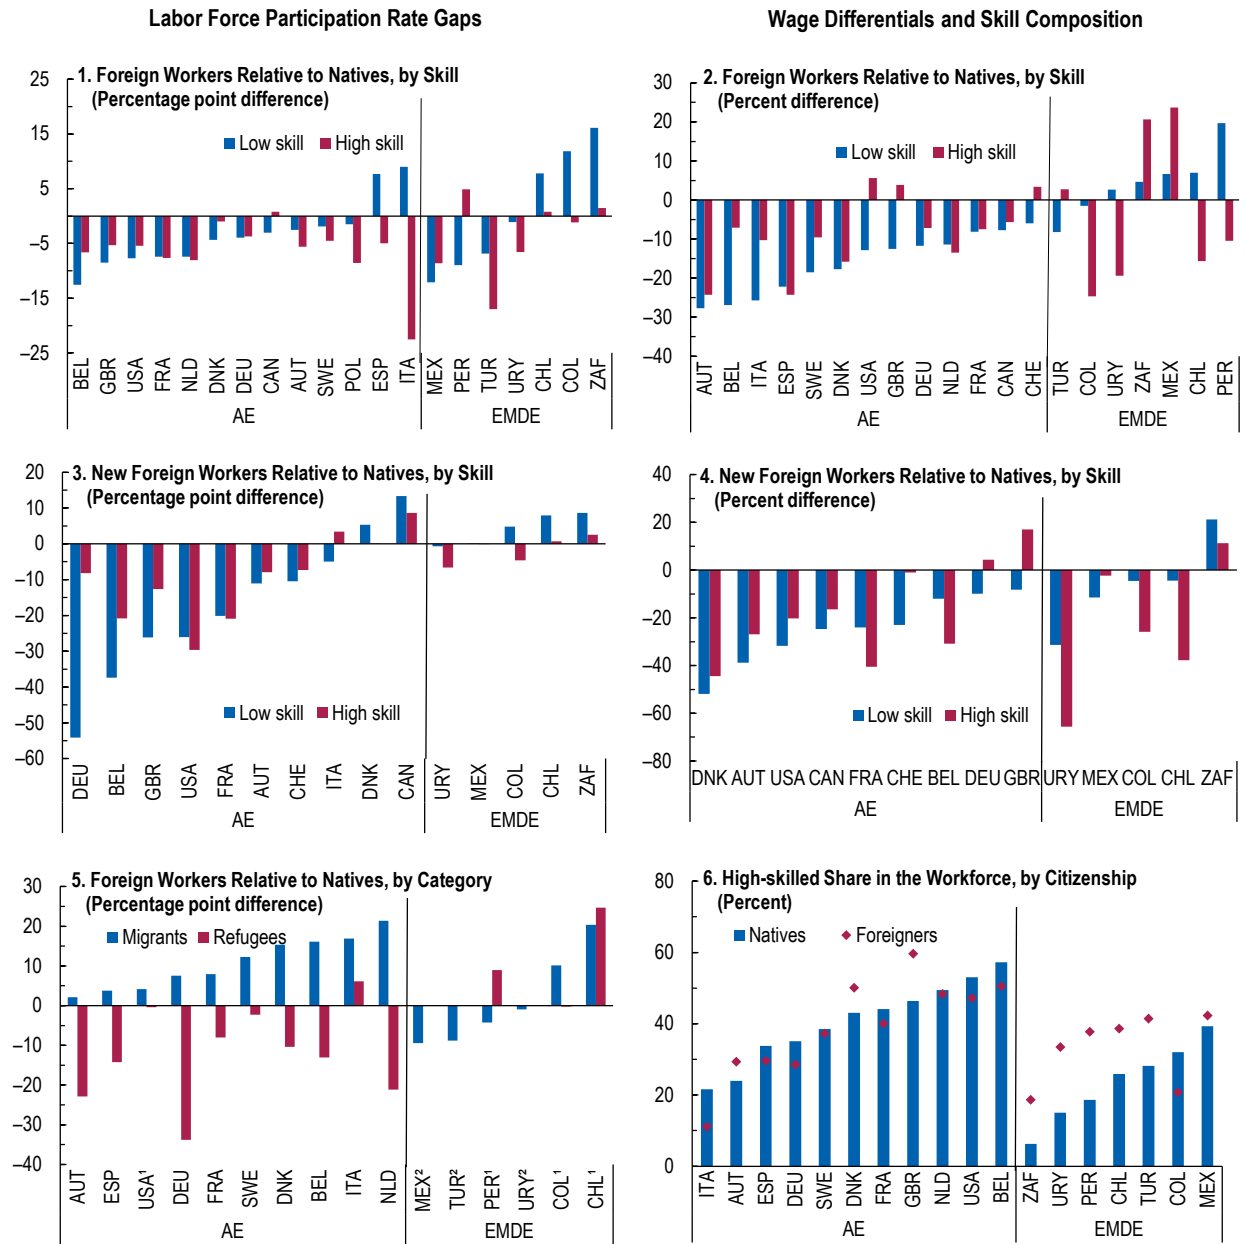 Labor Force Participation Rate Gaps
Wage Differentials and Skill Composition
1. Foreign Workers Relative to Natives, by Skill
(Percentage point difference)
Low skill High skill
25
15
5
–5
–15
–25
BEL GBR USA FRA NLD DNK DEU CAN AUT SWE POL ESP ITA MEX PER TUR URY CHL COL ZAF
AE EMDE
2. Foreign Workers Relative to Natives, by Skill
(Percent difference)
Low skill High skill
30
20
10
0
–10
–20
–30
–40
AUT BEL ITA ESP SWE DNK USA GBR DEU NLD FRA CAN CHE TUR COL URY ZAF MEX CHL PER
AE EMDE
3. New Foreign Workers Relative to Natives, by Skill
(Percentage point difference)
20
10
0
–10
–20
–30
–40
–50
–60
Low skill High skill
DEU BEL GBR USA FRA AUT CHE ITA DNK CAN URY MEX COL CHL ZAF
AE EMDE
4. New Foreign Workers Relative to Natives, by Skill
(Percent difference)
40
20
0
–20
–40
–60
–80
Low skill High skill
DNK AUT USA CAN FRA CHE BEL DEU GBR URY MEX COL CHL ZAF
AE EMDE
5. Foreign Workers Relative to Natives, by Category
(Percentage point difference)
Migrants Refugees
30
20
10
0
–10
–20
–30
–40
AUT ESP USA¹ DEU FRA SWE DNK BEL ITA NLD MEX² TUR² PER¹ URY² COL¹ CHL¹
AE EMDE
6. High-skilled Share in the Workforce, by Citizenship
(Percent)
Natives Foreigners
80
60
40
20
0
ITA AUT ESP DEU SWE DNK FRA GBR NLD USA BEL ZAF URY PER CHL TUR COL MEX
AE EMDE